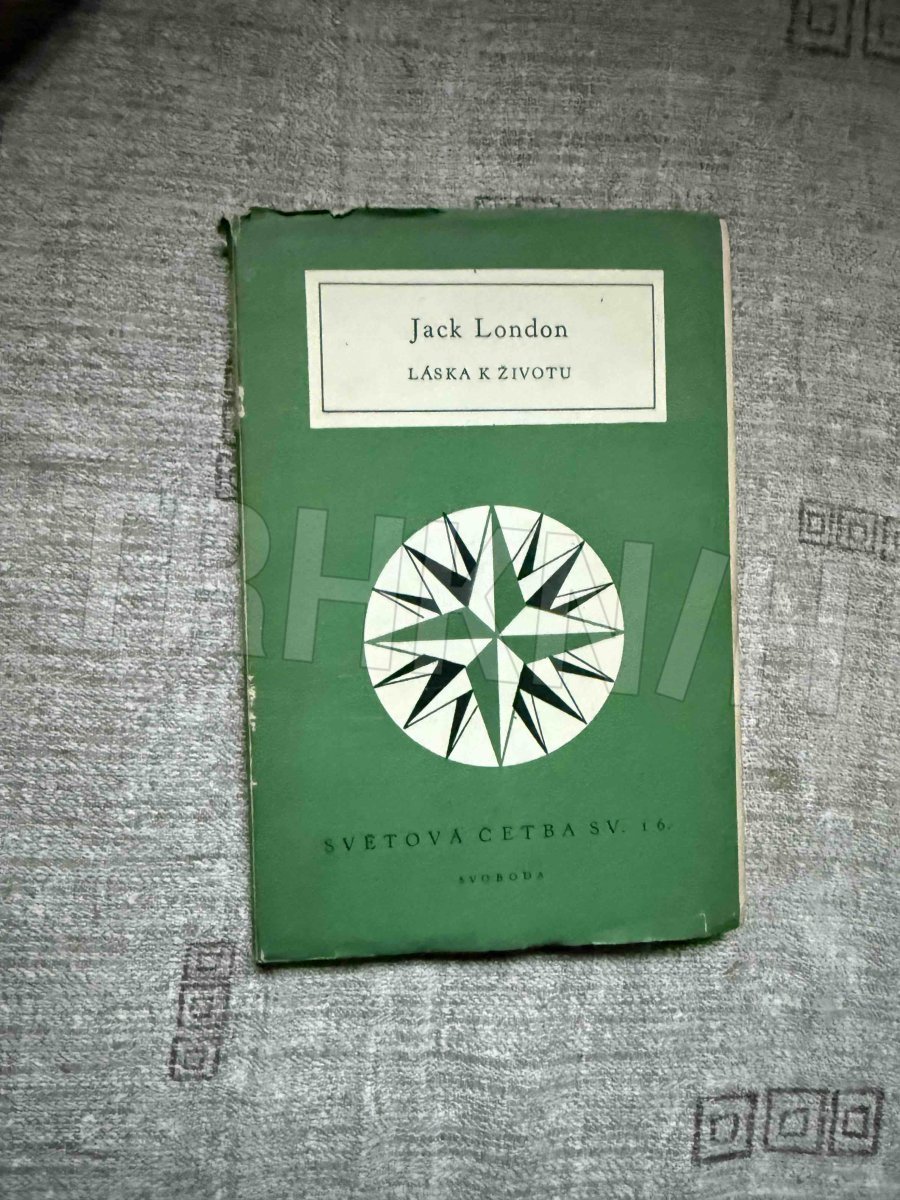 Jack London
LÁSKA K ŽIVOTU
SVĚTOVÁ ČETBA SV. 16.
SVOBODA